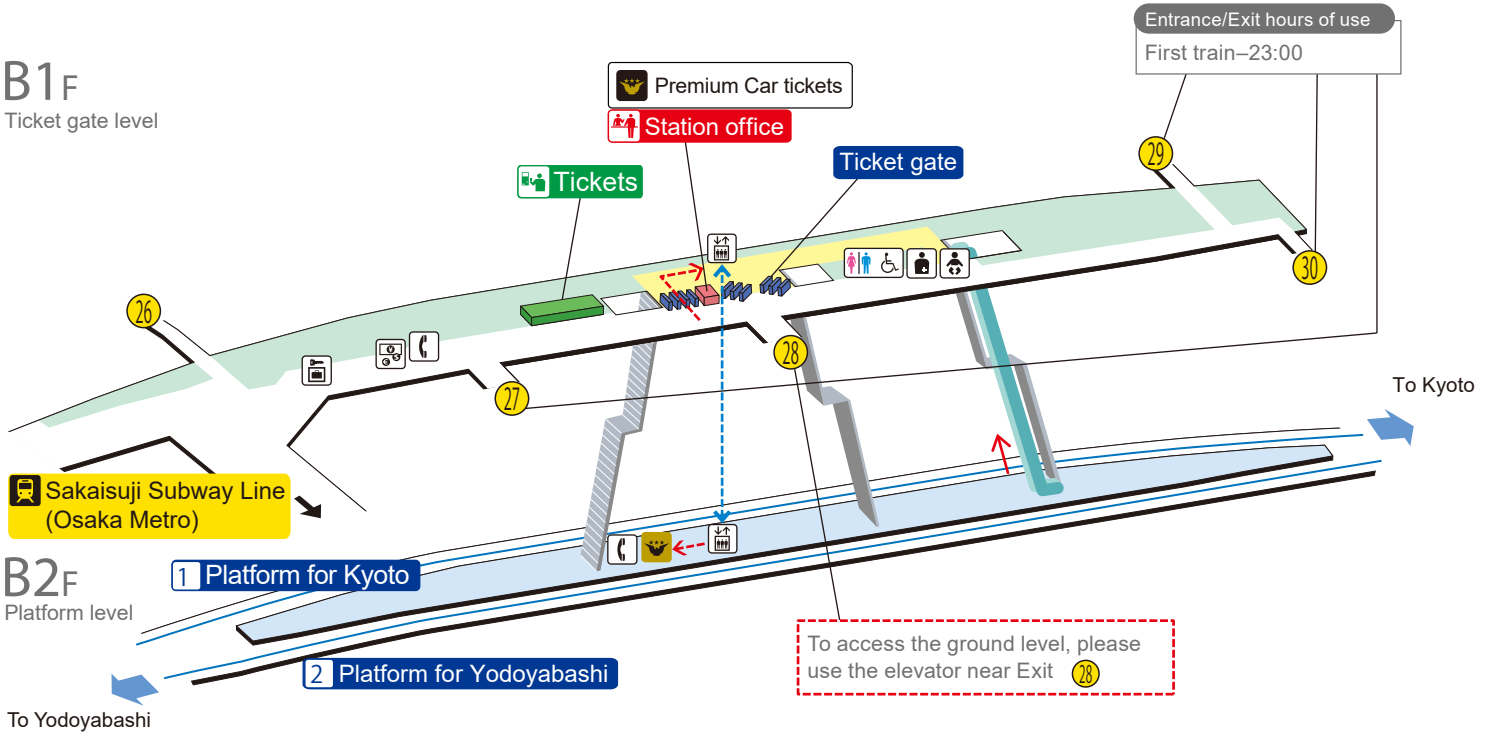 Entrance/Exit hours of use
First train–23:00
B1F
Ticket gate level
Premium Car tickets
Station office
Tickets
Ticket gate
29
30
26
28
27
To Kyoto
Sakaisuji Subway Line
(Osaka Metro)
B2F
Platform level
1 Platform for Kyoto
2 Platform for Yodoyabashi
To access the ground level, please
use the elevator near Exit 28
To Yodoyabashi